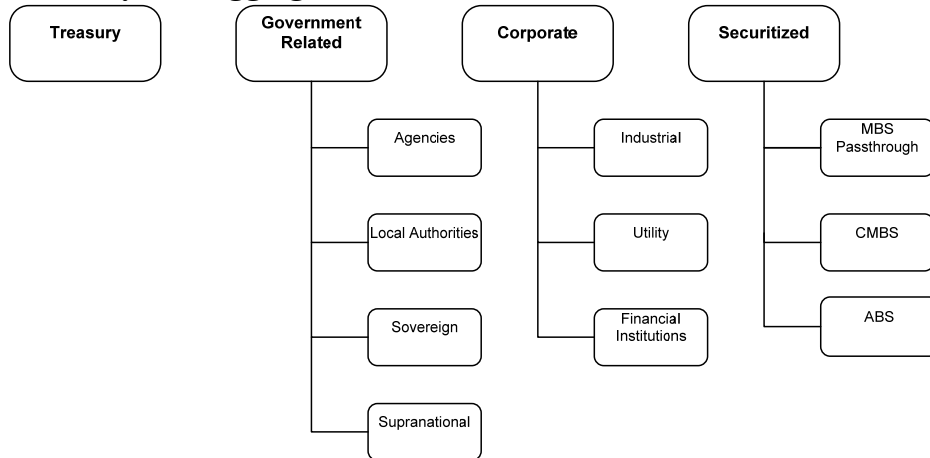 Treasury
Government
Related
Corporate
Securitized
Agencies
Local Authorities
Sovereign
Supranational
Industrial
Utility
Financial
Institutions
MBS
Passthrough
CMBS
ABS